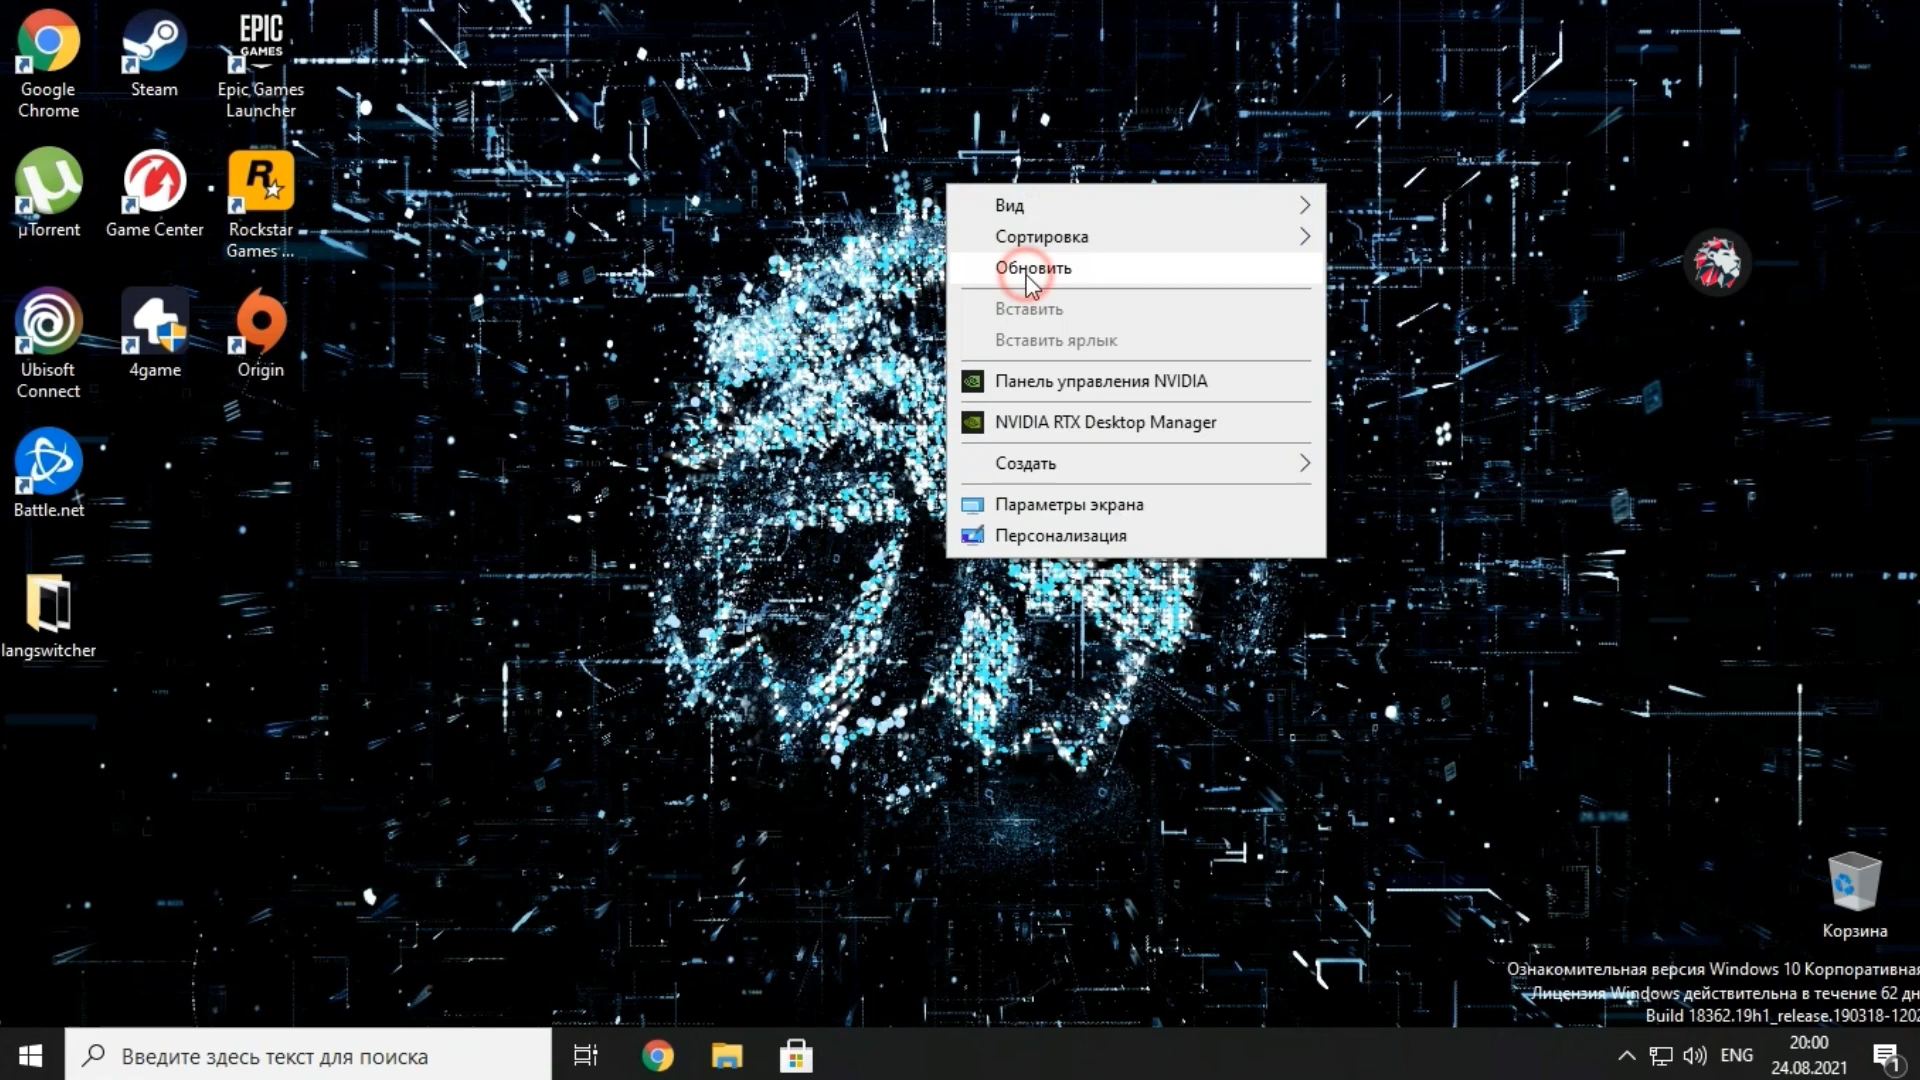 EPIC
GAMES
Google
Chrome
Steam
Epic Games
Launcher
µTorrent
Game Center
Rockstar
Games ...
Ubisoft
Connect
4game
Origin
Battle.net
langswitcher
Вид
Сортировка
Обновить
Вставить
Вставить ярлык
Панель управления NVIDIA
NVIDIA RTX Desktop Manager
Создать
Параметры экрана
Персонализация
Корзина
Ознакомительная версия Windows 10 Корпоративная
Лицензия Windows действительна в течение 62 дн
Build 18362.19h1_release.190318-1202
Введите здесь текст для поиска
ENG
20:00
24.08.2021
1